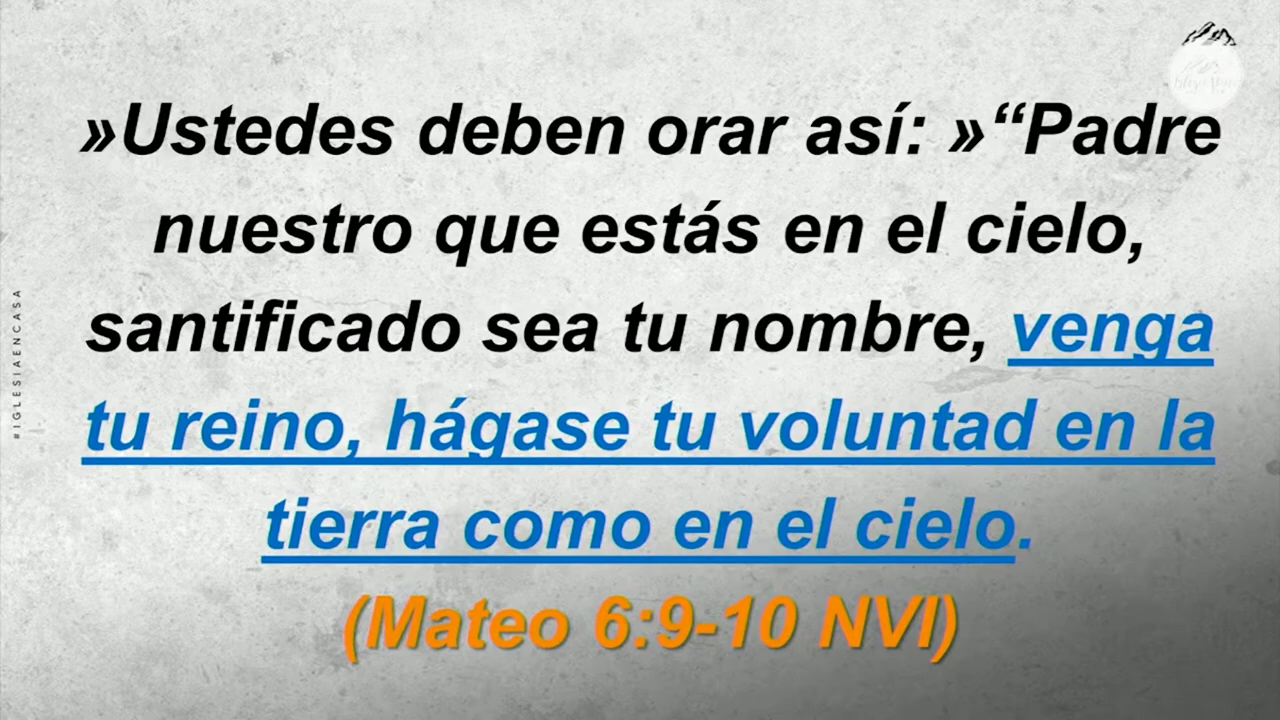 »Ustedes deben orar así: »“Padre
nuestro que estás en el cielo,
santificado sea tu nombre, venga
tu reino, hágase tu voluntad en la
tierra como en el cielo.
(Mateo 6:9-10 NVI)
#IGLESIAENCASA